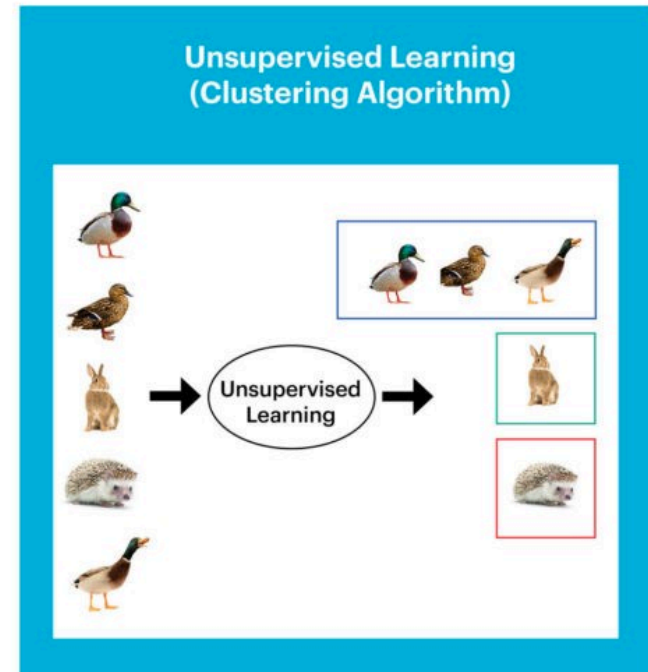 Unsupervised Learning
(Clustering Algorithm)
Unsupervised
Learning